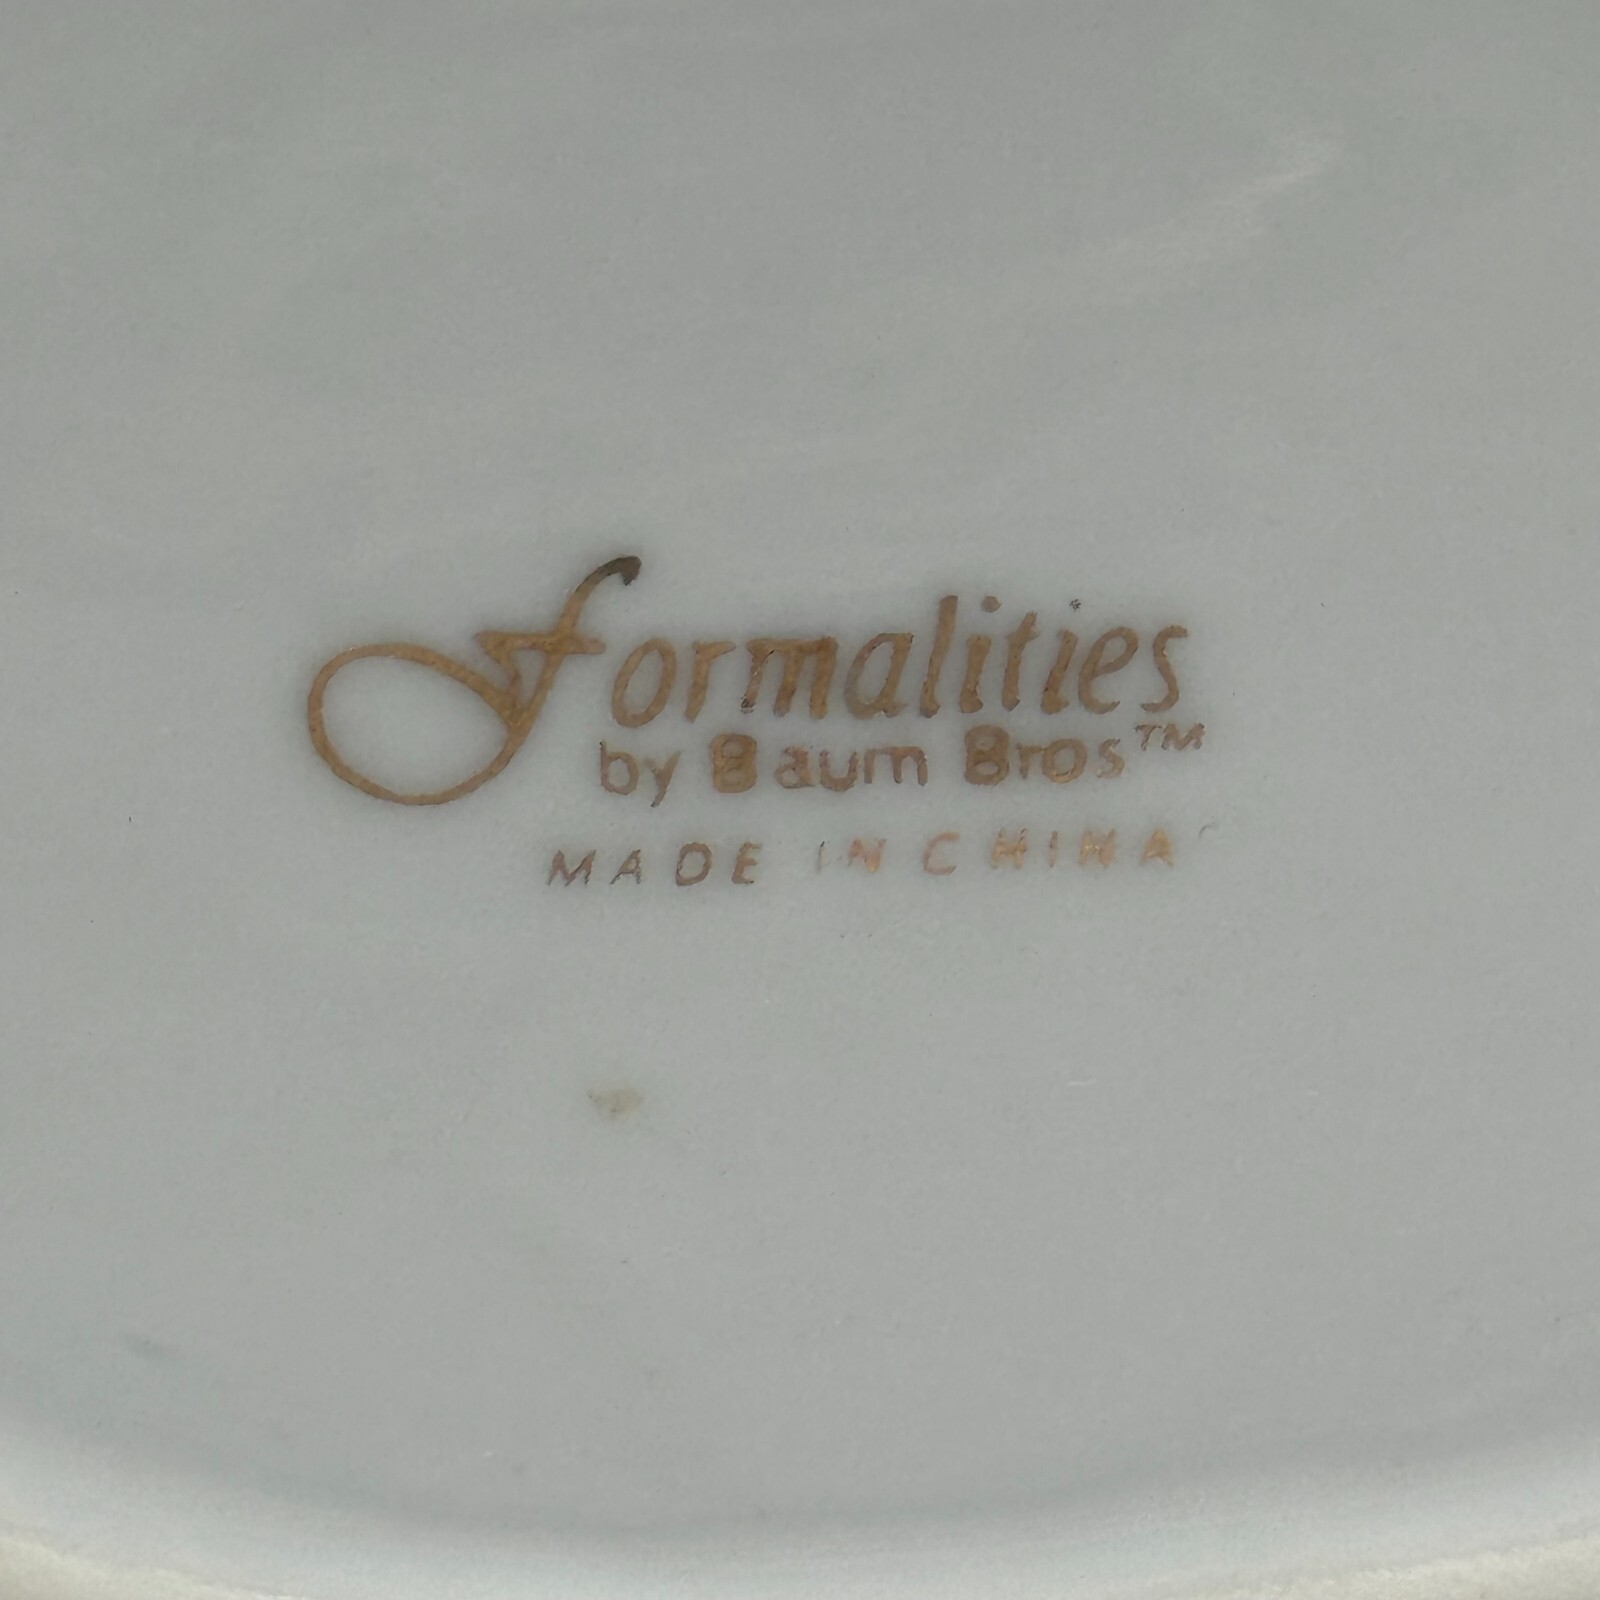 formalities
by Baum Bros™
MADE IN CHINA